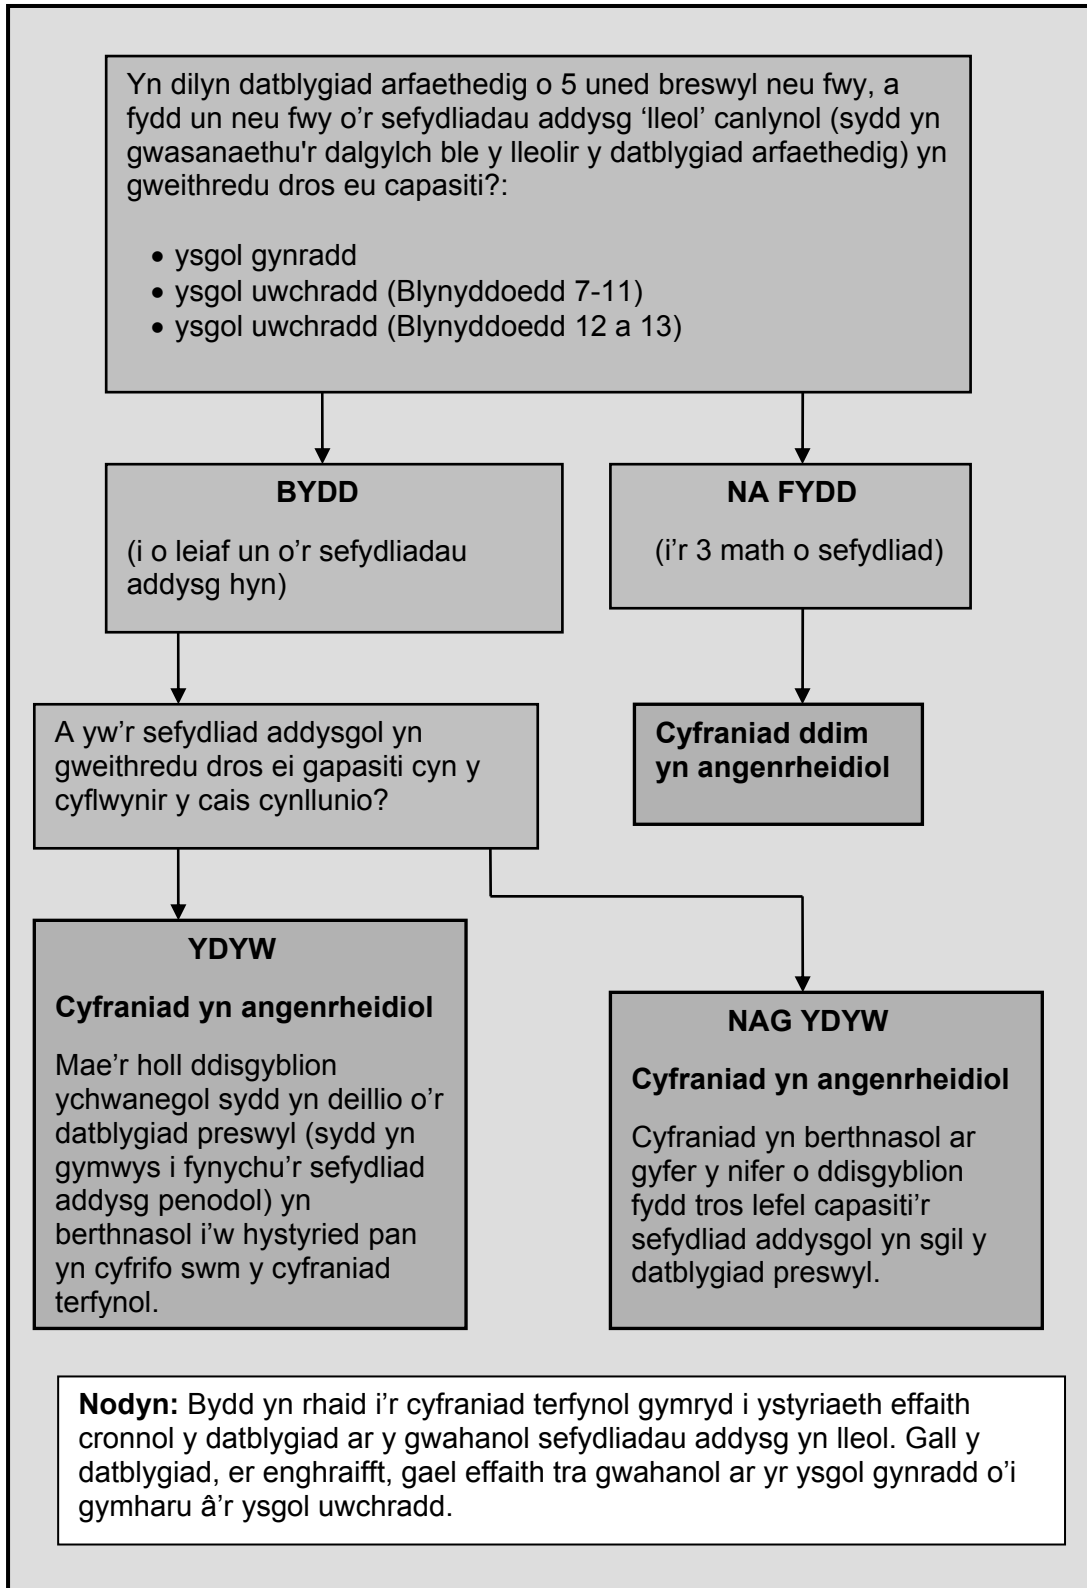 Yn dilyn datblygiad arfaethedig o 5 uned breswyl neu fwy, a
fydd un neu fwy o'r sefydliadau addysg ‘lleol’ canlynol (sydd yn
gwasanaethu'r dalgylch ble y lleolir y datblygiad arfaethedig) yn
gweithredu dros eu capasiti?:
• ysgol gynradd
• ysgol uwchradd (Blynyddoedd 7-11)
• ysgol uwchradd (Blynyddoedd 12 a 13)
BYDD
(i o leiaf un o’r sefydliadau
addysg hyn)
NA FYDD
(i’r 3 math o sefydliad)
A yw’r sefydliad addysgol yn
gweithredu dros ei gapasiti cyn y
cyflwynir y cais cynllunio?
Cyfraniad ddim
yn angenrheidiol
YDYW
Cyfraniad yn angenrheidiol
Mae’r holl ddisgyblion
ychwanegol sydd yn deillio o’r
datblygiad preswyl (sydd yn
gymwys i fynychu’r sefydliad
addysg penodol) yn
berthnasol i’w hystyried pan
yn cyfrifo swm y cyfraniad
terfynol.
NAG YDYW
Cyfraniad yn angenrheidiol
Cyfraniad yn berthnasol ar
gyfer y nifer o ddisgyblion
fydd tros lefel capasiti’r
sefydliad addysgol yn sgil y
datblygiad preswyl.
Nodyn: Bydd yn rhaid i’r cyfraniad terfynol gymryd i ystyriaeth effaith
cronnol y datblygiad ar y gwahanol sefydliadau addysg yn lleol. Gall y
datblygiad, er enghraifft, gael effaith tra gwahanol ar yr ysgol gynradd o’i
gymharu â’r ysgol uwchradd.